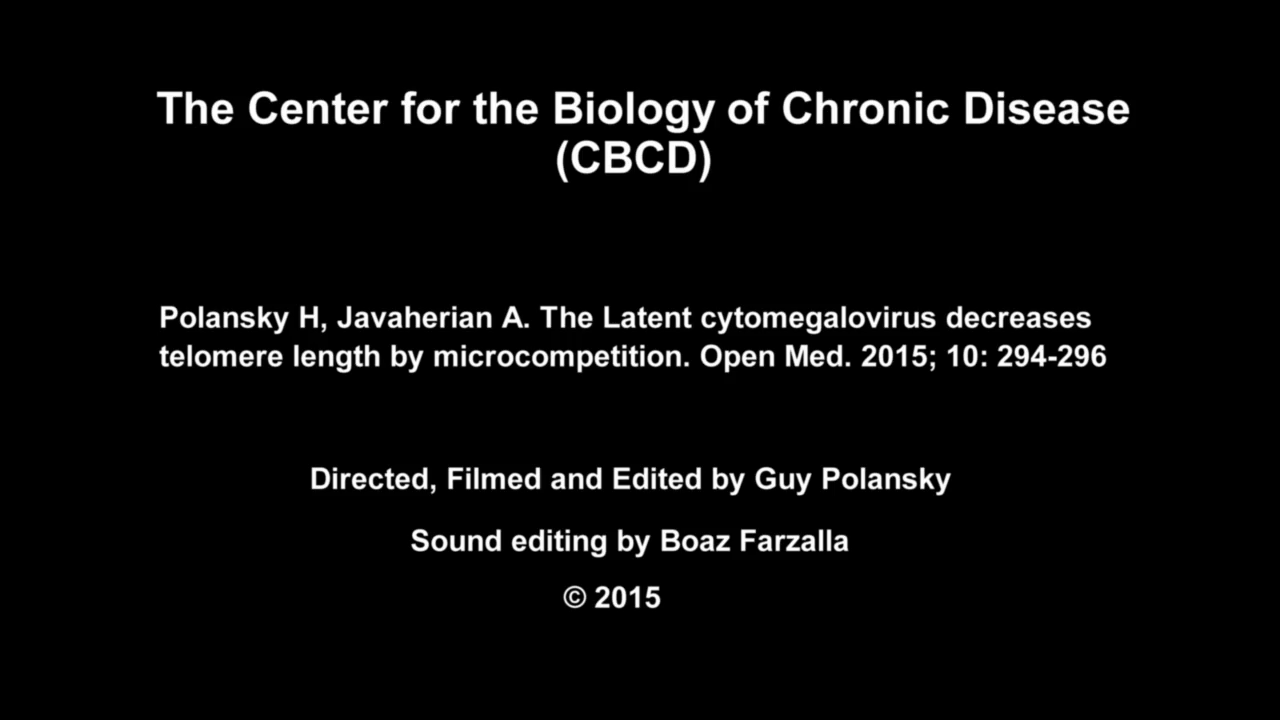 The Center for the Biology of Chronic Disease
(CBCD)
Polansky H, Javaherian A. The Latent cytomegalovirus decreases
telomere length by microcompetition. Open Med. 2015; 10: 294-296
Directed, Filmed and Edited by Guy Polansky
Sound editing by Boaz Farzalla
© 2015